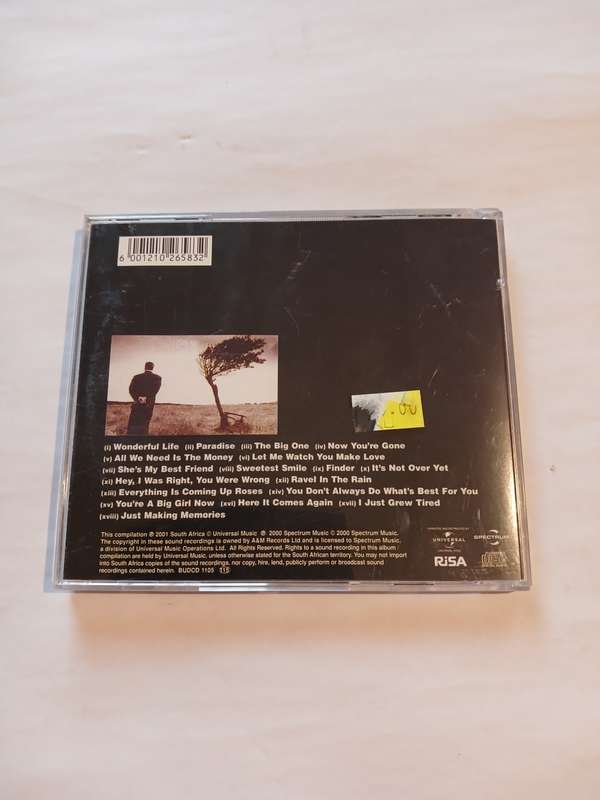 6 001210 265832
.00
(i) Wonderful Life (ii) Paradise (iii) The Big One (iv) Now You're Gone
(v) All We Need Is The Money (vi) Let Me Watch You Make Love
(vii) She's My Best Friend (viii) Sweetest Smile (ix) Finder (x) It's Not Over Yet
(xi) Hey, I Was Right, You Were Wrong (xii) Ravel In The Rain
(xiii) Everything Is Coming Up Roses (xiv) You Don't Always Do What's Best For You
(xv) You're A Big Girl Now (xvi) Here It Comes Again (xvii) I Just Grew Tired
(xviii) Just Making Memories
This compilation ℗ 2001 South Africa © Universal Music ℗ 2000 Spectrum Music © 2000 Spectrum Music.
The copyright in these sound recordings is owned by A&M Records Ltd and is licensed to Spectrum Music,
a division of Universal Music Operations Ltd. All Rights Reserved. Rights to a sound recording in this album
compilation are held by Universal Music, unless otherwise stated for the South African territory. You may not import
into South Africa copies of the sound recordings, nor copy, hire, lend, publicly perform or broadcast sound
recordings contained herein. BUDCD 1105
UNIVERSAL
SPECTRUM
RiSA